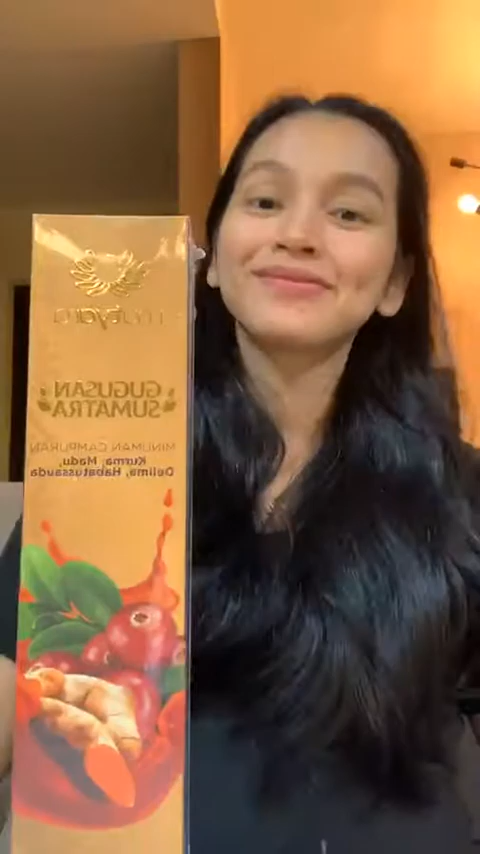 GUGUSAN
SUMATRA
MINUMAN CAMPURAN
Kurma, Madu,
Delima, Habatussauda